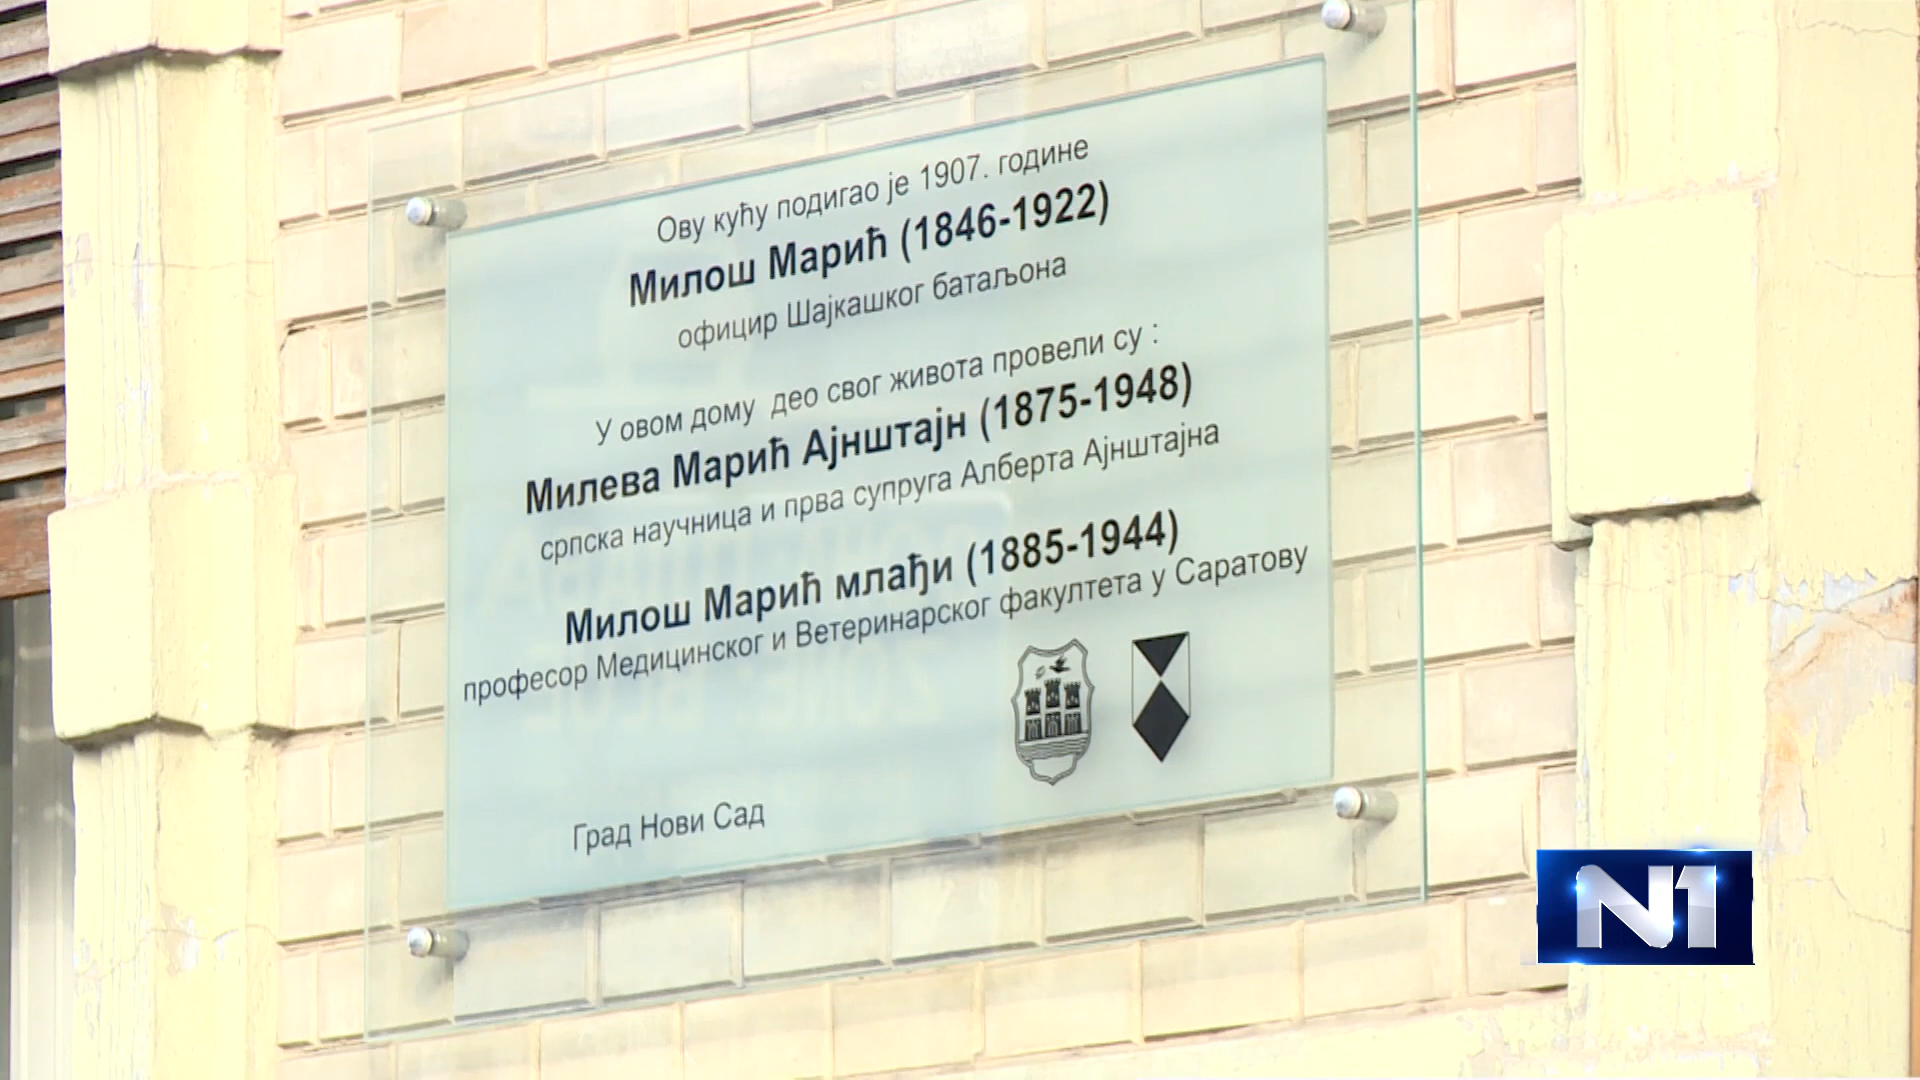 Ову кућу подигао је 1907. године
Милош Марић (1846-1922)
официр Шајкашког батаљона
У овом дому део свог живота провели су :
Милева Марић Ајнштајн (1875-1948)
српска научница и прва супруга Алберта Ајнштајна
Милош Марић млађи (1885-1944)
професор Медицинског и Ветеринарског факултета у Саратову
Град Нови Сад
N1